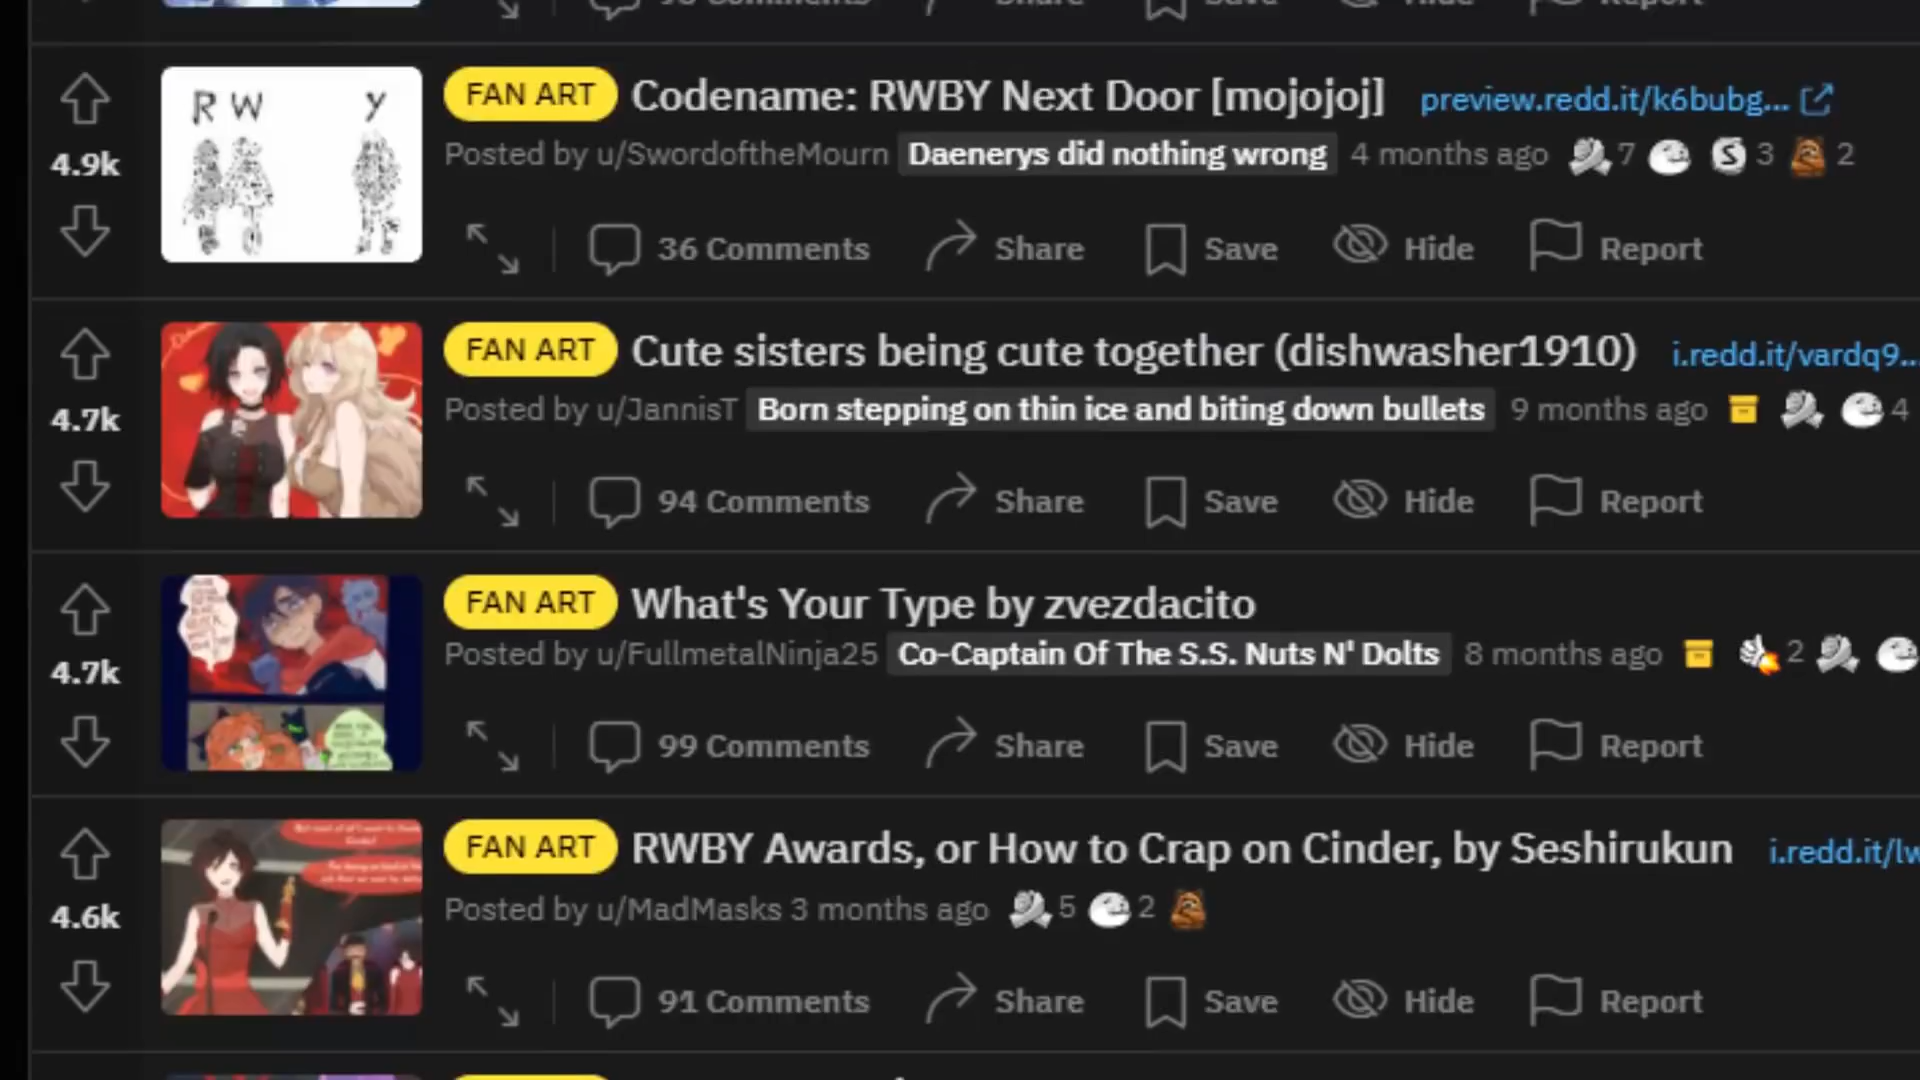 Share
Save
Hide
Report
R W Y
4.9k
FAN ART Codename: RWBY Next Door [mojojoj] preview.redd.it/k6bubg...
Posted by u/SwordoftheMourn Daenerys did nothing wrong 4 months ago 7 S 3 2
36 Comments Share Save Hide Report
4.7k
FAN ART Cute sisters being cute together (dishwasher1910) i.redd.it/vardq9...
Posted by u/JannisT Born stepping on thin ice and biting down bullets 9 months ago 4
94 Comments Share Save Hide Report
4.7k
FAN ART What's Your Type by zvezdacito
Posted by u/FullmetalNinja25 Co-Captain Of The S.S. Nuts N' Dolts 8 months ago 2
99 Comments Share Save Hide Report
4.6k
FAN ART RWBY Awards, or How to Crap on Cinder, by Seshirukun i.redd.it/lw
Posted by u/MadMasks 3 months ago 5 2
91 Comments Share Save Hide Report